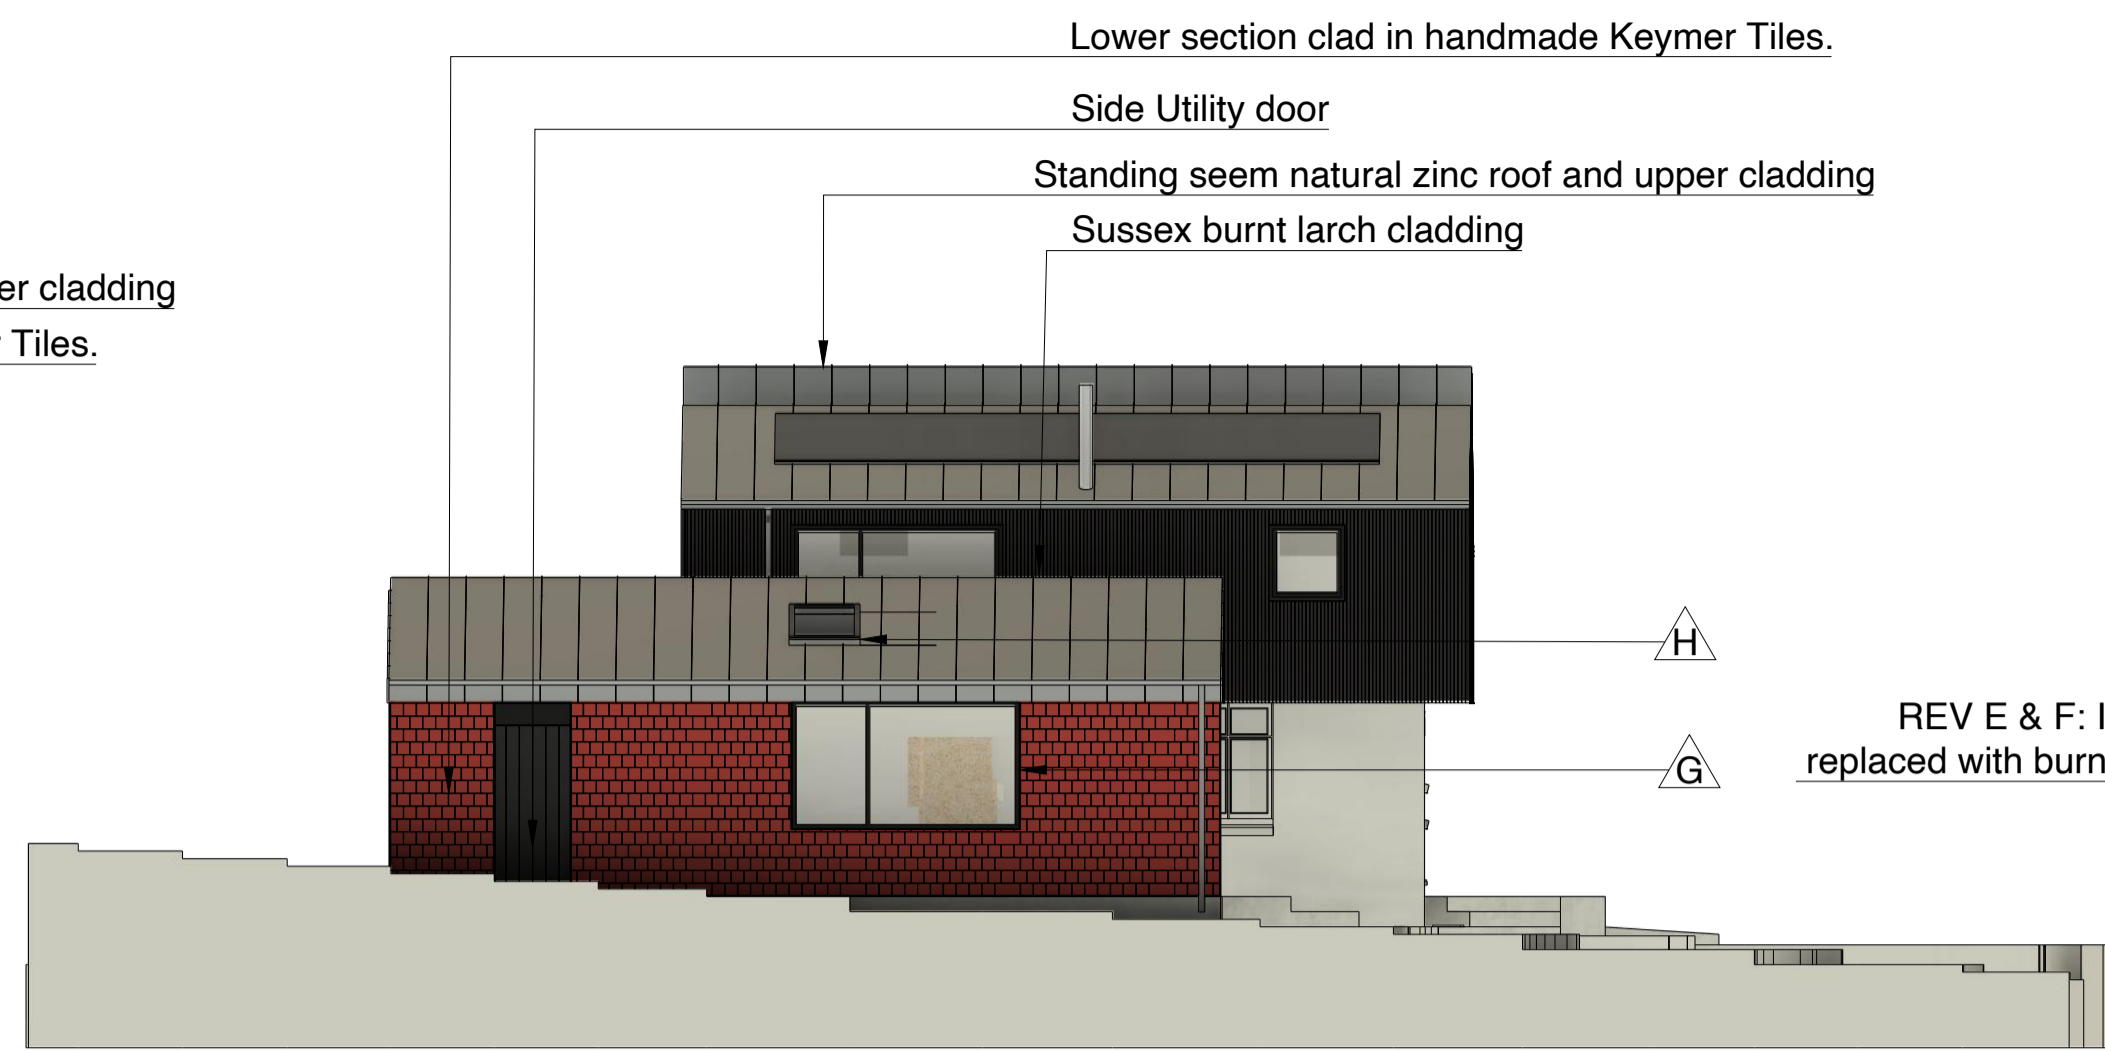 Lower section clad in handmade Keymer Tiles.
Side Utility door
Standing seem natural zinc roof and upper cladding
Sussex burnt larch cladding
er cladding
Tiles.
H
G
REV E & F:
replaced with burn